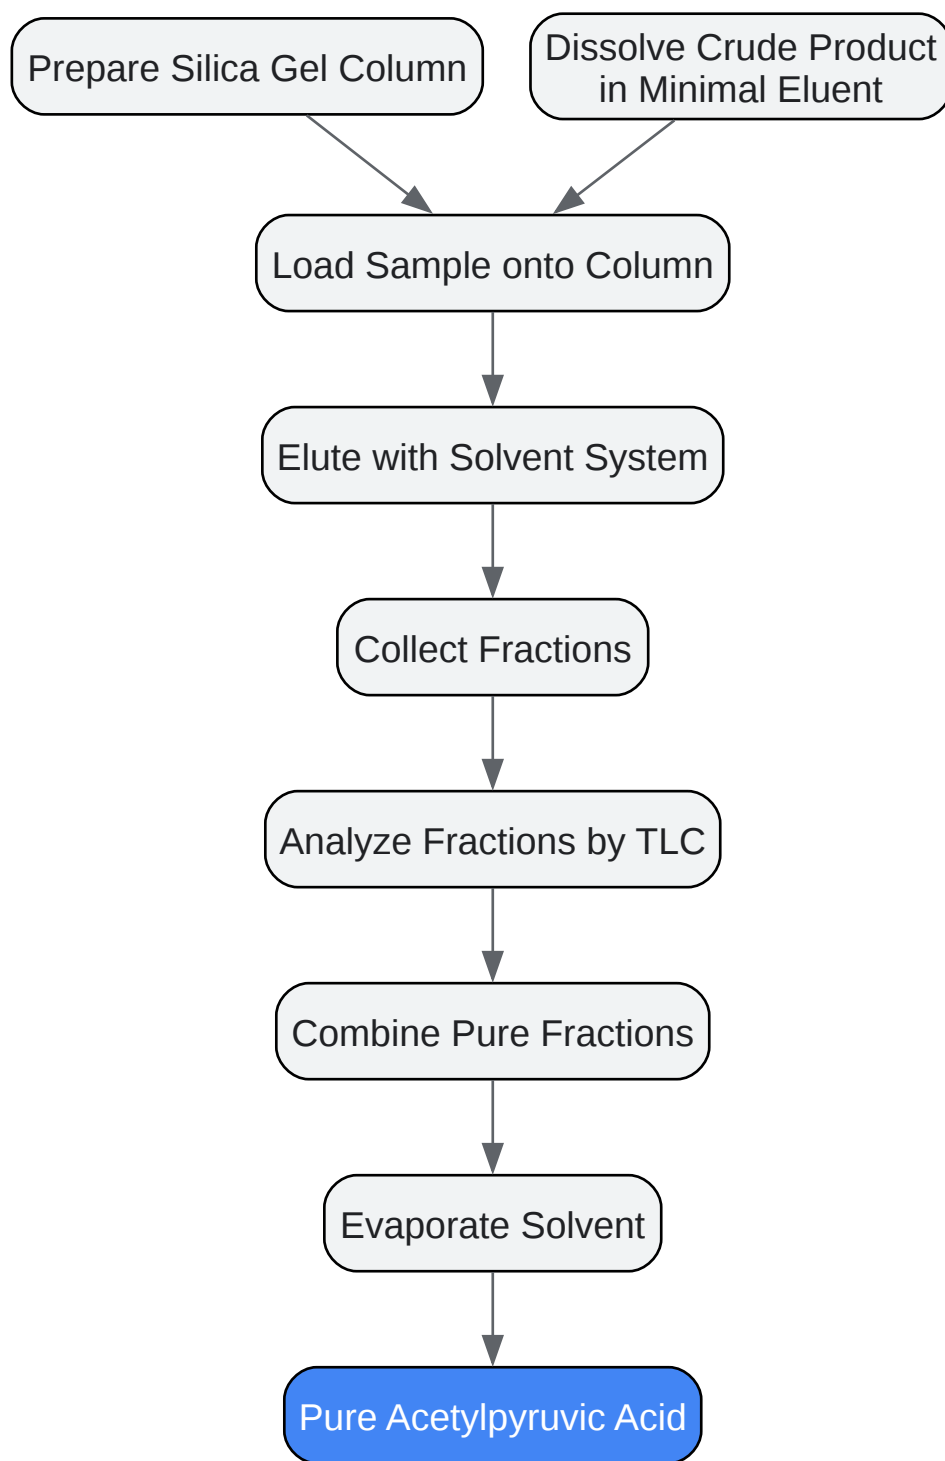 Prepare Silica Gel Column
Dissolve Crude Product
in Minimal Eluent
Load Sample onto Column
Elute with Solvent System
Collect Fractions
Analyze Fractions by TLC
Combine Pure Fractions
Evaporate Solvent
Pure Acetylpyruvic Acid